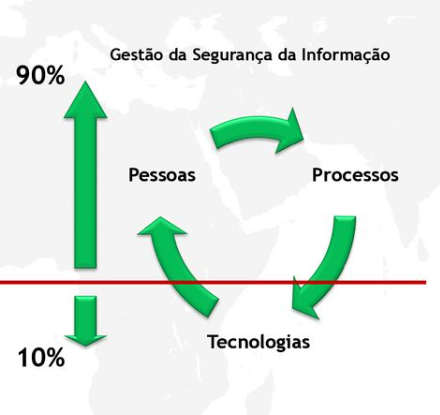 Gestão da Segurança da Informação
90%
Pessoas
Processos
Tecnologias
10%